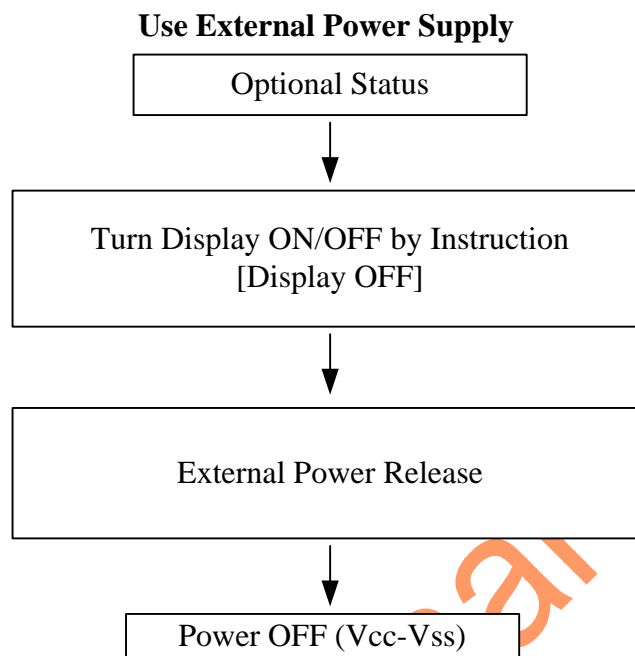 Use External Power Supply
Optional Status
Turn Display ON/OFF by Instruction
[Display OFF]
External Power Release
Power OFF (Vcc-Vss)